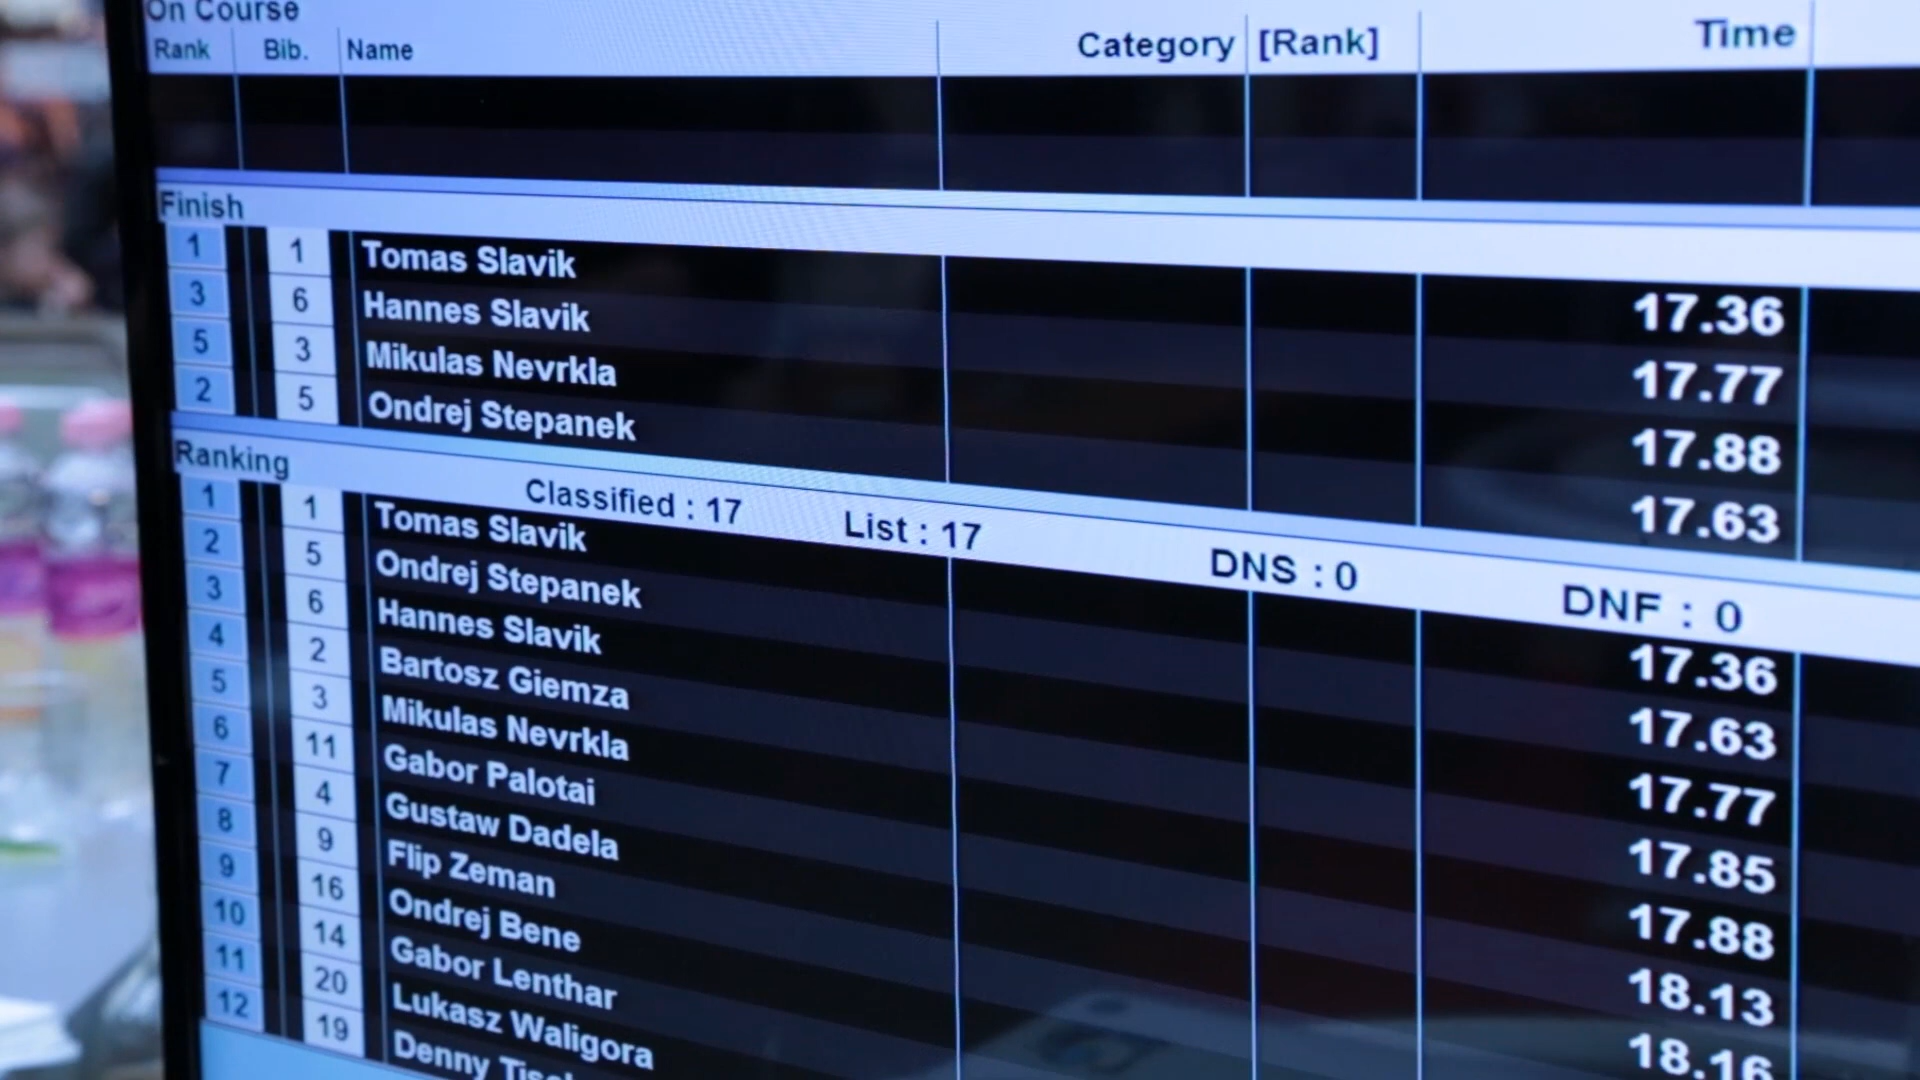 On Course
Rank Bib. Name Category [Rank] Time
Finish
1 1 Tomas Slavik 17.36
3 6 Hannes Slavik 17.77
5 3 Mikulas Nevrkla 17.88
2 5 Ondrej Stepanek 17.63
Ranking Classified : 17 List : 17 DNS : 0 DNF : 0
1 1 Tomas Slavik 17.36
2 5 Ondrej Stepanek 17.63
3 6 Hannes Slavik 17.77
4 2 Bartosz Giemza 17.85
5 3 Mikulas Nevrkla 17.88
6 11 Gabor Palotai 18.13
7 4 Gustaw Dadela 18.16
8 9 Flip Zeman
9 16 Ondrej Bene
10 14 Gabor Lenthar
11 20 Lukasz Waligora
12 19 Denny